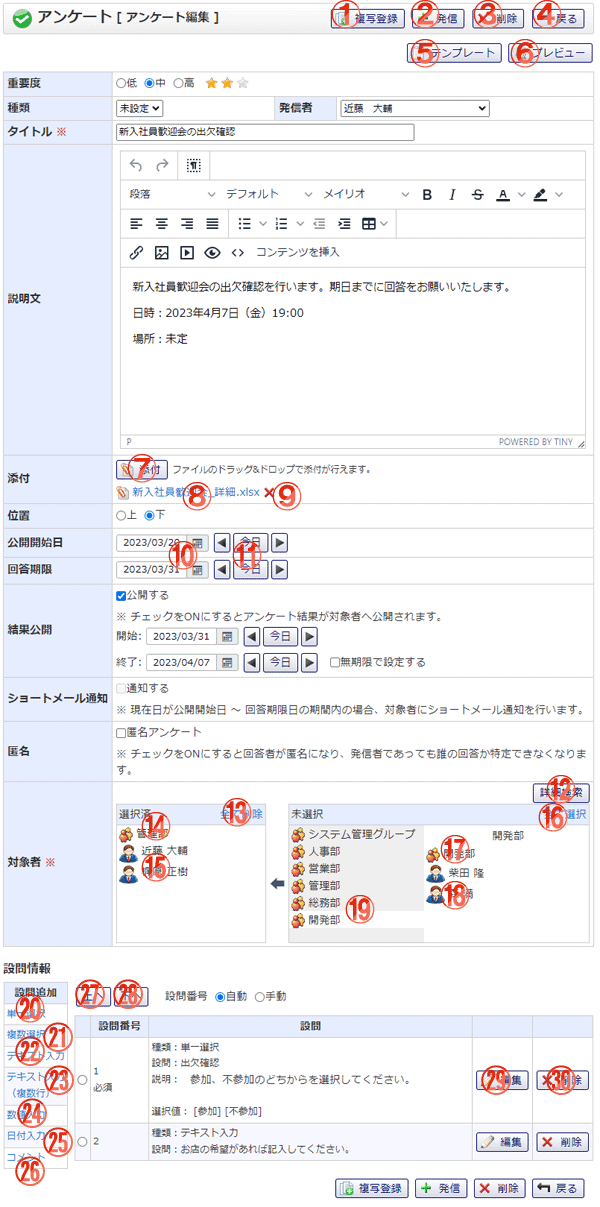 アンケート [ アンケート編集 ]
① 複写登録 ② 発信 ③ 削除 ④ 戻る
⑤ テンプレート ⑥ プレビュー
重要度 低 中 高
種類 未設定 発信者 近藤 大輔
タイトル ※ 新入社員歓迎会の出欠確認
段落 デフォルト メイリオ B I S A
コンテンツを挿入
説明文
新入社員歓迎会の出欠確認を行います。期日までに回答をお願いいたします。
日時：2023年4月7日（金）19:00
場所：未定
P POWERED BY TINY
添付 ⑦ 添付 ファイルのドラッグ&ドロップで添付が行えます。
新入社員歓迎会_詳細.xlsx ⑧ ⑨
位置 上 下
公開開始日 2023/03/20 ⑩ 今日 ⑪
回答期限 2023/03/31 今日
結果公開
公開する
※ チェックをONにするとアンケート結果が対象者へ公開されます。
開始: 2023/03/31 今日
終了: 2023/04/07 今日 無期限で設定する
ショートメール通知
通知する
※ 現在日が公開開始日 ～ 回答期限日の期間内の場合、対象者にショートメール通知を行います。
匿名
匿名アンケート
※ チェックをONにすると回答者が匿名になり、発信者であっても誰の回答か特定できなくなりま
す。
対象者 ※
⑫ 詳細検索
選択済 ⑬ 全て削除
⑭ 管理部
近藤 大輔
⑮ 正樹
未選択 ⑯ 全て選択
システム管理グループ
人事部
営業部
管理部
総務部 ⑲
開発部
開発部
⑰ 開発部
柴田 隆
⑱ 満
設問情報
設問追加
⑳ 単一選択
㉑ 複数選択
㉒ テキスト入力
㉓ テキスト入力
（複数行）
㉔ 数値入力
㉕ 日付入力
㉖ コメント
㉗ 上へ ㉘ 下へ 設問番号 自動 手動
設問番号 設問
1
必須
種類：単一選択
設問：出欠確認
説明： 参加、不参加のどちからを選択してください。
選択値： [参加] [不参加]
㉙ 編集 ㉚ 削除
2
種類：テキスト入力
設問：お店の希望があれば記入してください。
編集 削除
複写登録 発信 削除 戻る